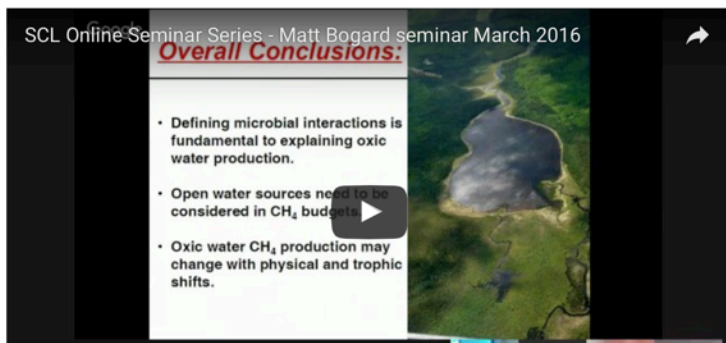 SCL Online Seminar Series - Matt Bogard seminar March 2016
Google
Overall Conclusions:
• Defining microbial interactions is
fundamental to explaining oxic
water production.
• Open water sources need to be
considered in CH₄ budgets.
• Oxic water CH₄ production may
change with physical and trophic
shifts.